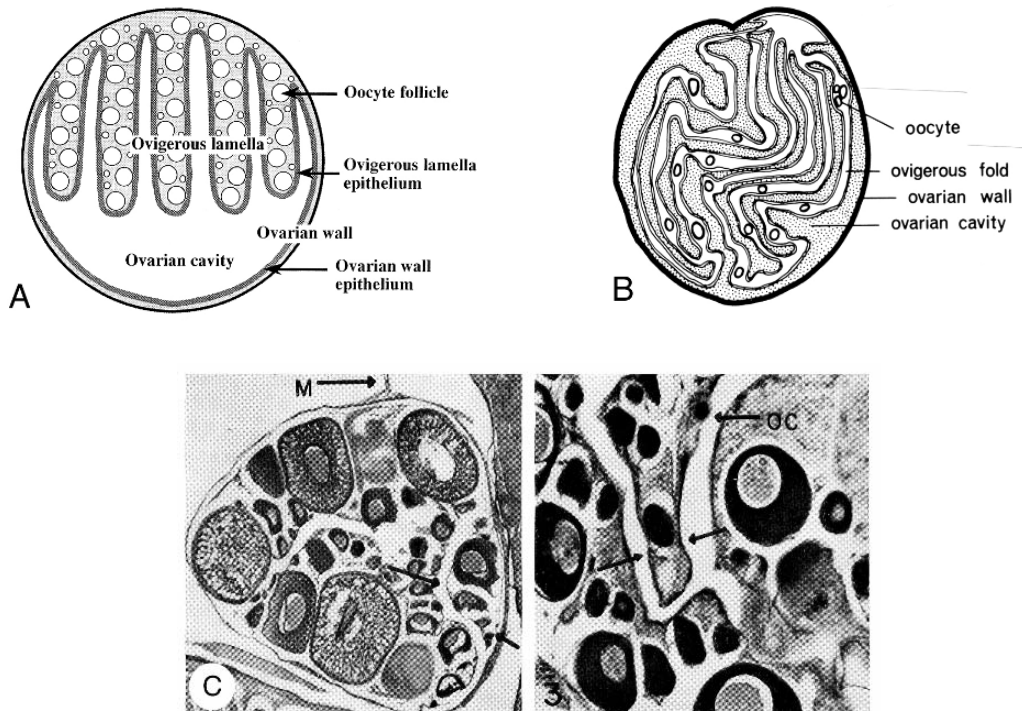 Oocyte follicle
Ovigerous lamella
Ovigerous lamella
epithelium
Ovarian wall
Ovarian cavity
Ovarian wall
epithelium
A
oocyte
ovigerous fold
ovarian wall
ovarian cavity
B
M
C
OC
3